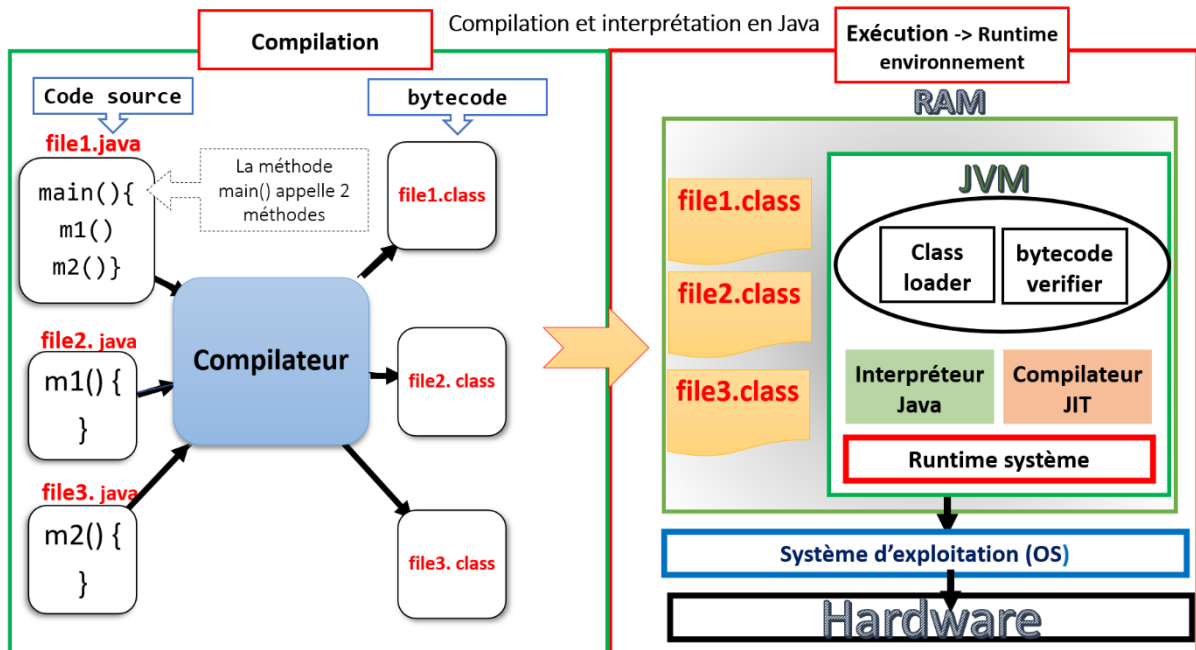 Compilation et interprétation en Java
Compilation
Code source
bytecode
file1.java
main(){
m1()
m2()}
La méthode
main() appelle 2
méthodes
file1.class
file2. java
m1() {
}
Compilateur
file2. class
file3. java
m2() {
}
file3. class
Exécution -> Runtime
environnement
RAM
file1.class
file2.class
file3.class
JVM
Class
loader
bytecode
verifier
Interpréteur
Java
Compilateur
JIT
Runtime système
Système d’exploitation (OS)
Hardware